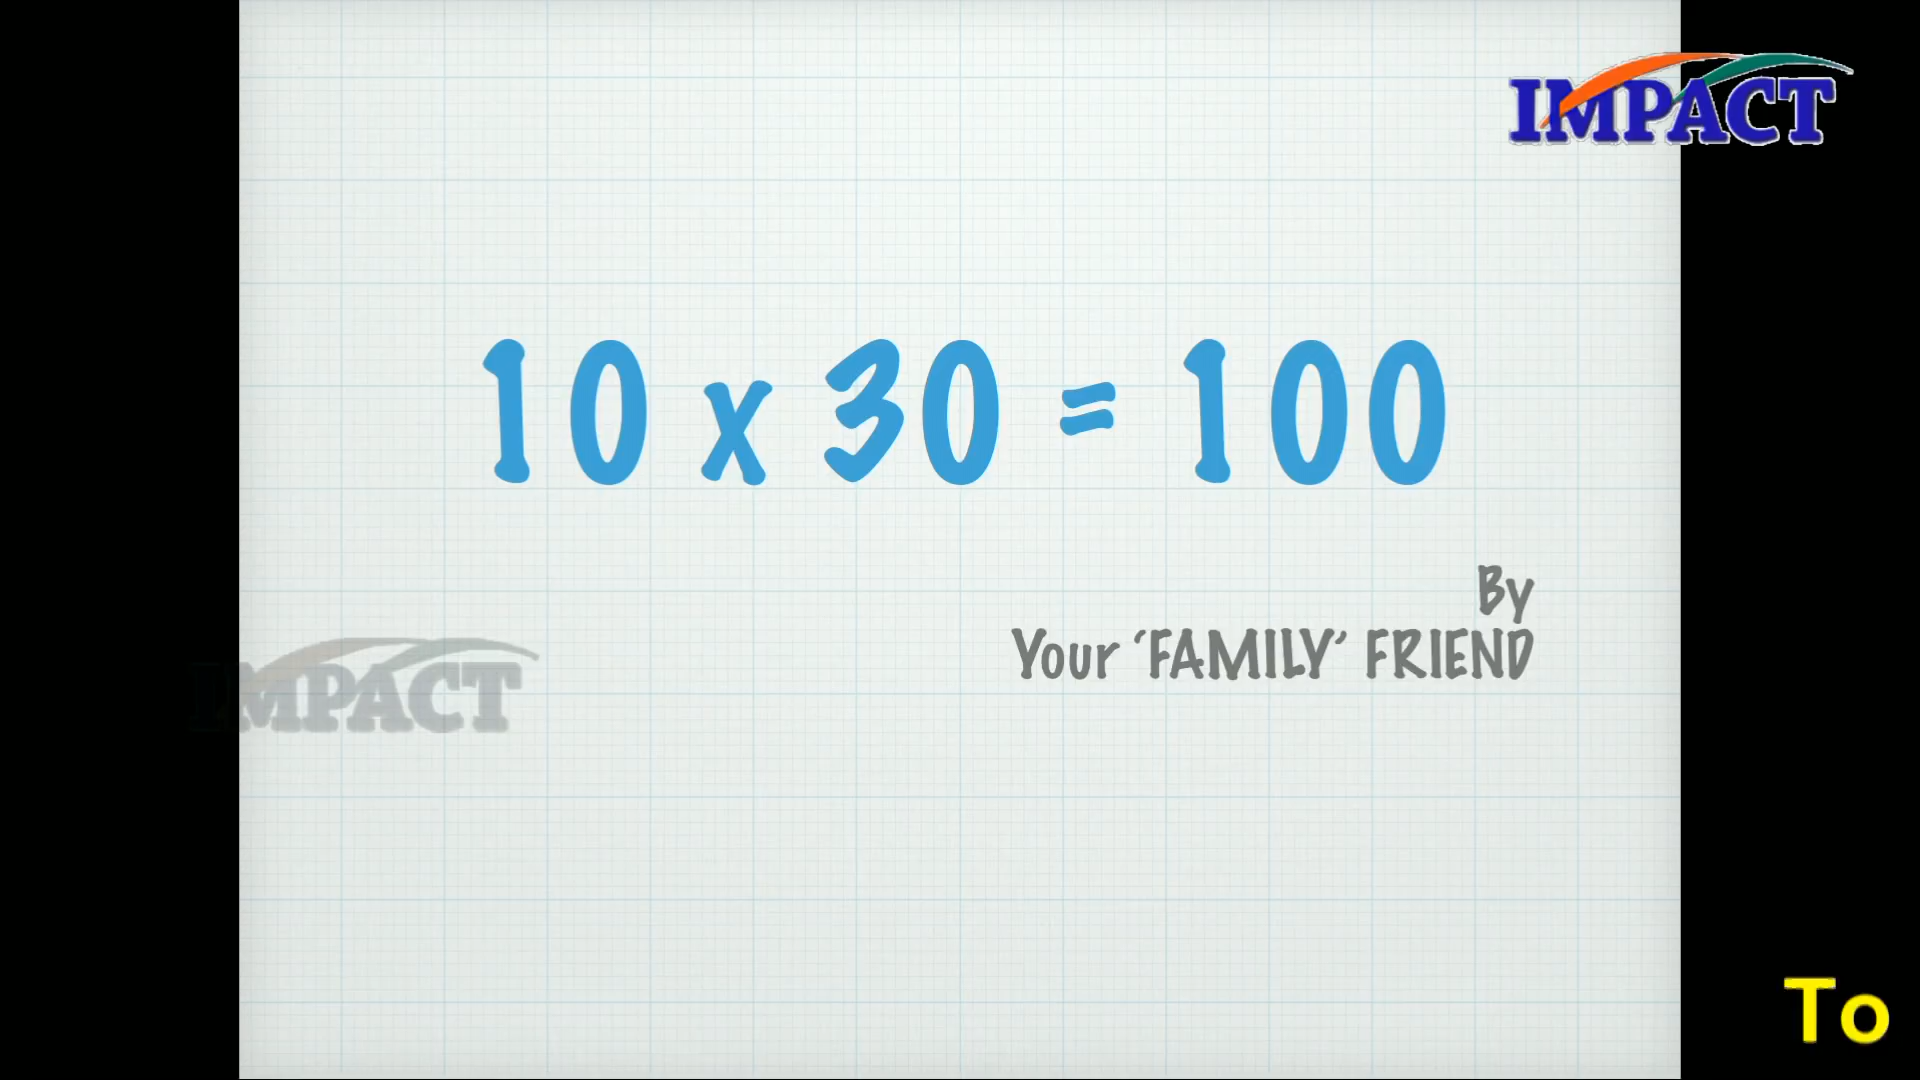 IMPACT
10 x 30 = 100
By
Your ‘FAMILY’ FRIEND
IMPACT
To